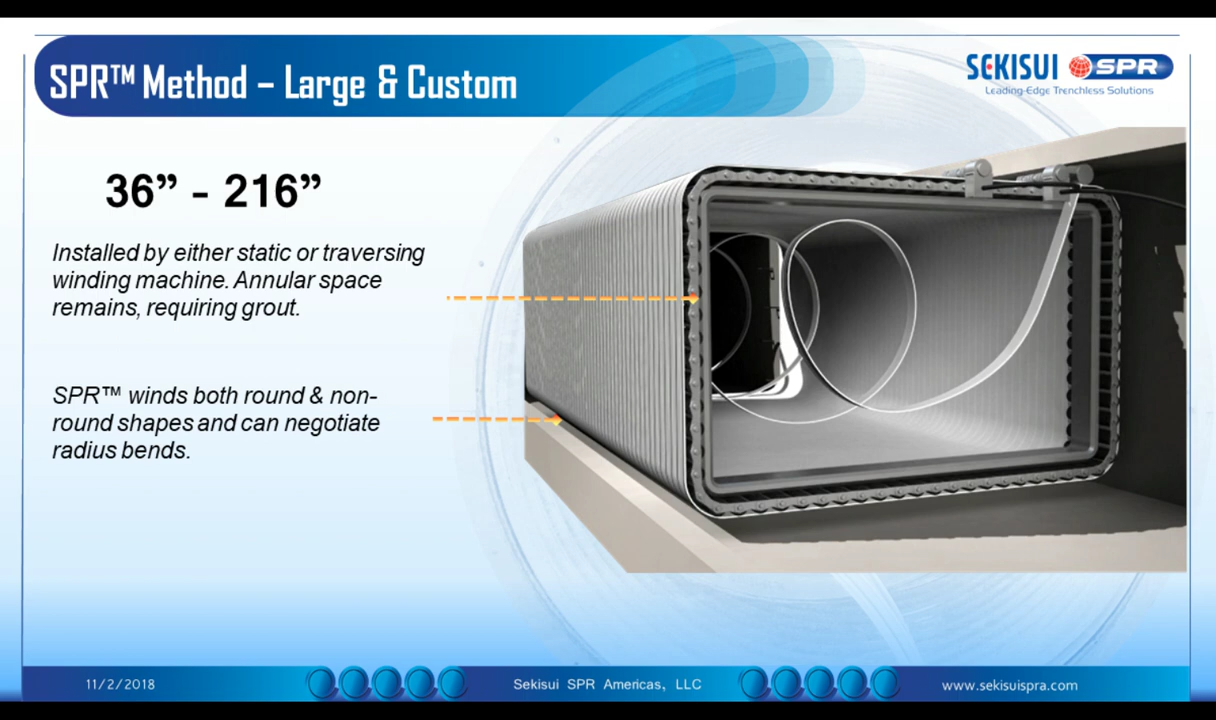 SPR™ Method – Large & Custom
SEKISUI SPR
Leading-Edge Trenchless Solutions
36” - 216”
Installed by either static or traversing
winding machine. Annular space
remains, requiring grout.
SPR™ winds both round & non-
round shapes and can negotiate
radius bends.
11/2/2018
Sekisui SPR Americas, LLC
www.sekisuispra.com